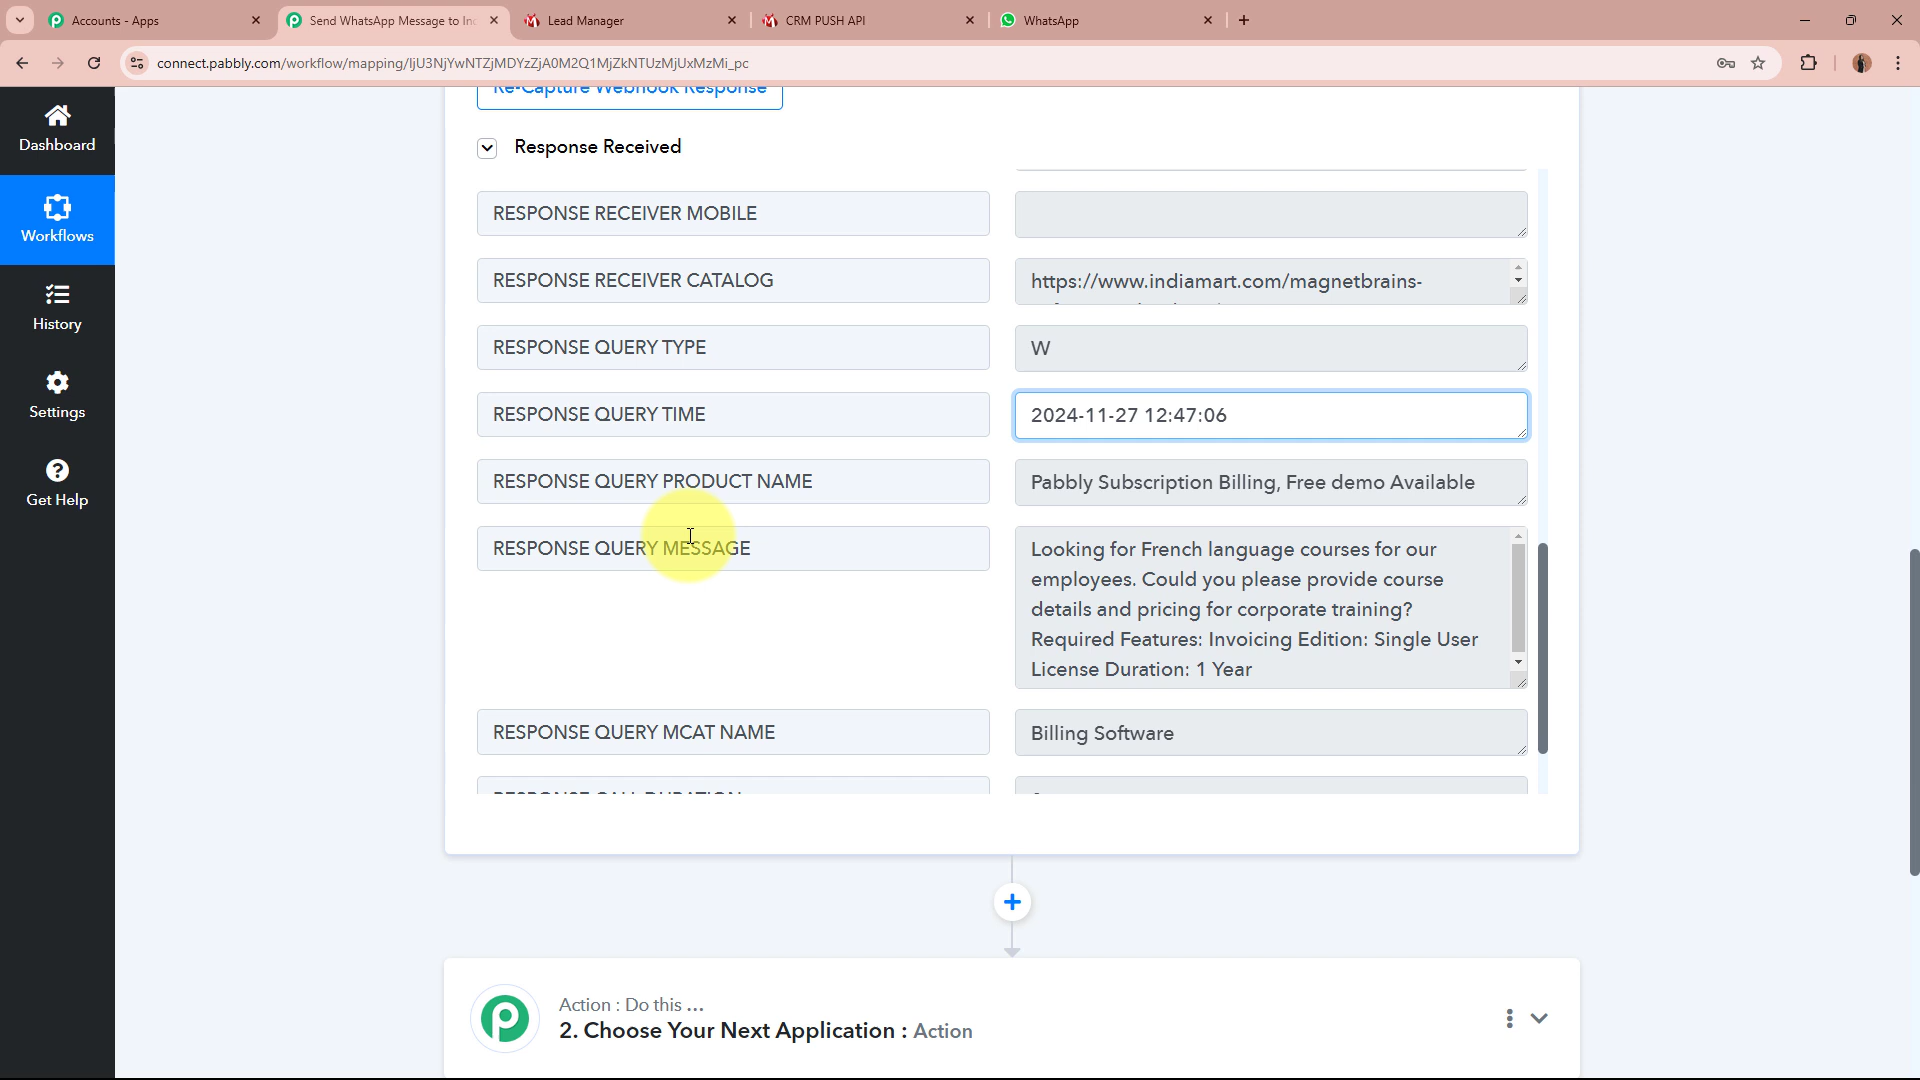 Accounts - Apps
Send WhatsApp Message to Inc
Lead Manager
CRM PUSH API
WhatsApp
connect.pabbly.com/workflow/mapping/IjU3NjYwNTZjMDYzZjA0M2Q1MjZkNTUzMjUxMzMi_pc
Dashboard
Workflows
History
Settings
Get Help
Re-Capture Webhook Response
Response Received
RESPONSE RECEIVER MOBILE
RESPONSE RECEIVER CATALOG
https://www.indiamart.com/magnetbrains-
RESPONSE QUERY TYPE
W
RESPONSE QUERY TIME
2024-11-27 12:47:06
RESPONSE QUERY PRODUCT NAME
Pabbly Subscription Billing, Free demo Available
RESPONSE QUERY MESSAGE
Looking for French language courses for our
employees. Could you please provide course
details and pricing for corporate training?
Required Features: Invoicing Edition: Single User
License Duration: 1 Year
RESPONSE QUERY MCAT NAME
Billing Software
RESPONSE CALL DURATION
Action : Do this ...
2. Choose Your Next Application : Action